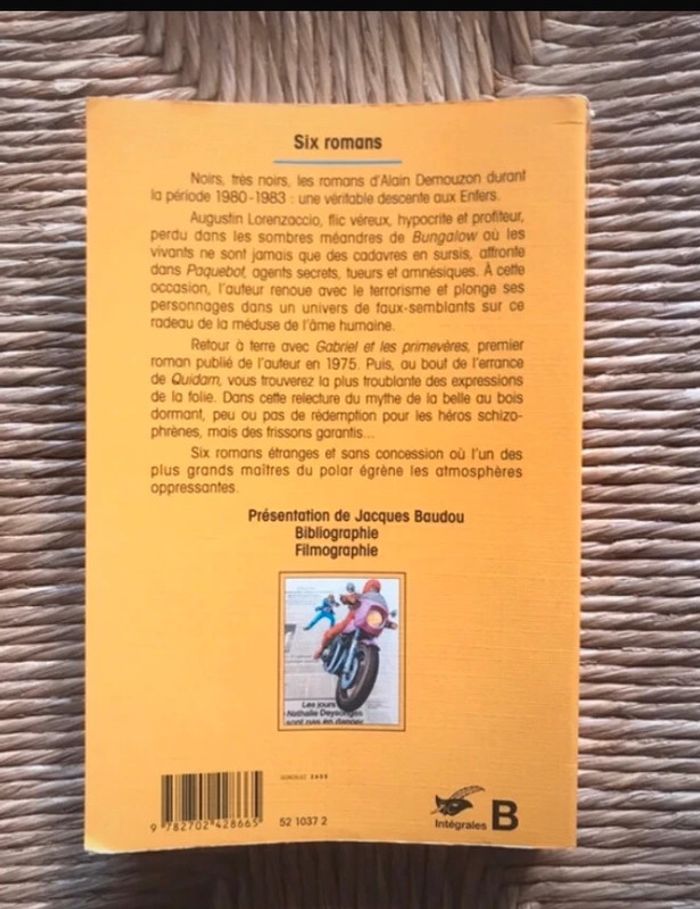 Six romans
Noirs, très noirs, les romans d'Alain Demouzon durant
la période 1980-1983 : une véritable descente aux Enfers.
Augustin Lorenzaccio, flic véreux, hypocrite et profiteur,
perdu dans les sombres méandres de Bungalow où les
vivants ne sont jamais que des cadavres en sursis, affronte
dans Paquebot, agents secrets, tueurs et amnésiques. À cette
occasion, l'auteur renoue avec le terrorisme et plonge ses
personnages dans un univers de faux-semblants sur ce
radeau de la méduse de l'âme humaine.
Retour à terre avec Gabriel et les primevères, premier
roman publié de l'auteur en 1975. Puis, au bout de l'errance
de Quidam, vous trouverez la plus troublante des expressions
de la folie. Dans cette relecture du mythe de la belle au bois
dormant, peu ou pas de rédemption pour les héros schizo-
phrènes, mais des frissons garantis...
Six romans étranges et sans concession où l'un des
plus grands maîtres du polar égrène les atmosphères
oppressantes.
Présentation de Jacques Baudou
Bibliographie
Filmographie
Les jours
Nathalie
sont pas en danger
9 782702 428665
52 1037 2
Intégrales B